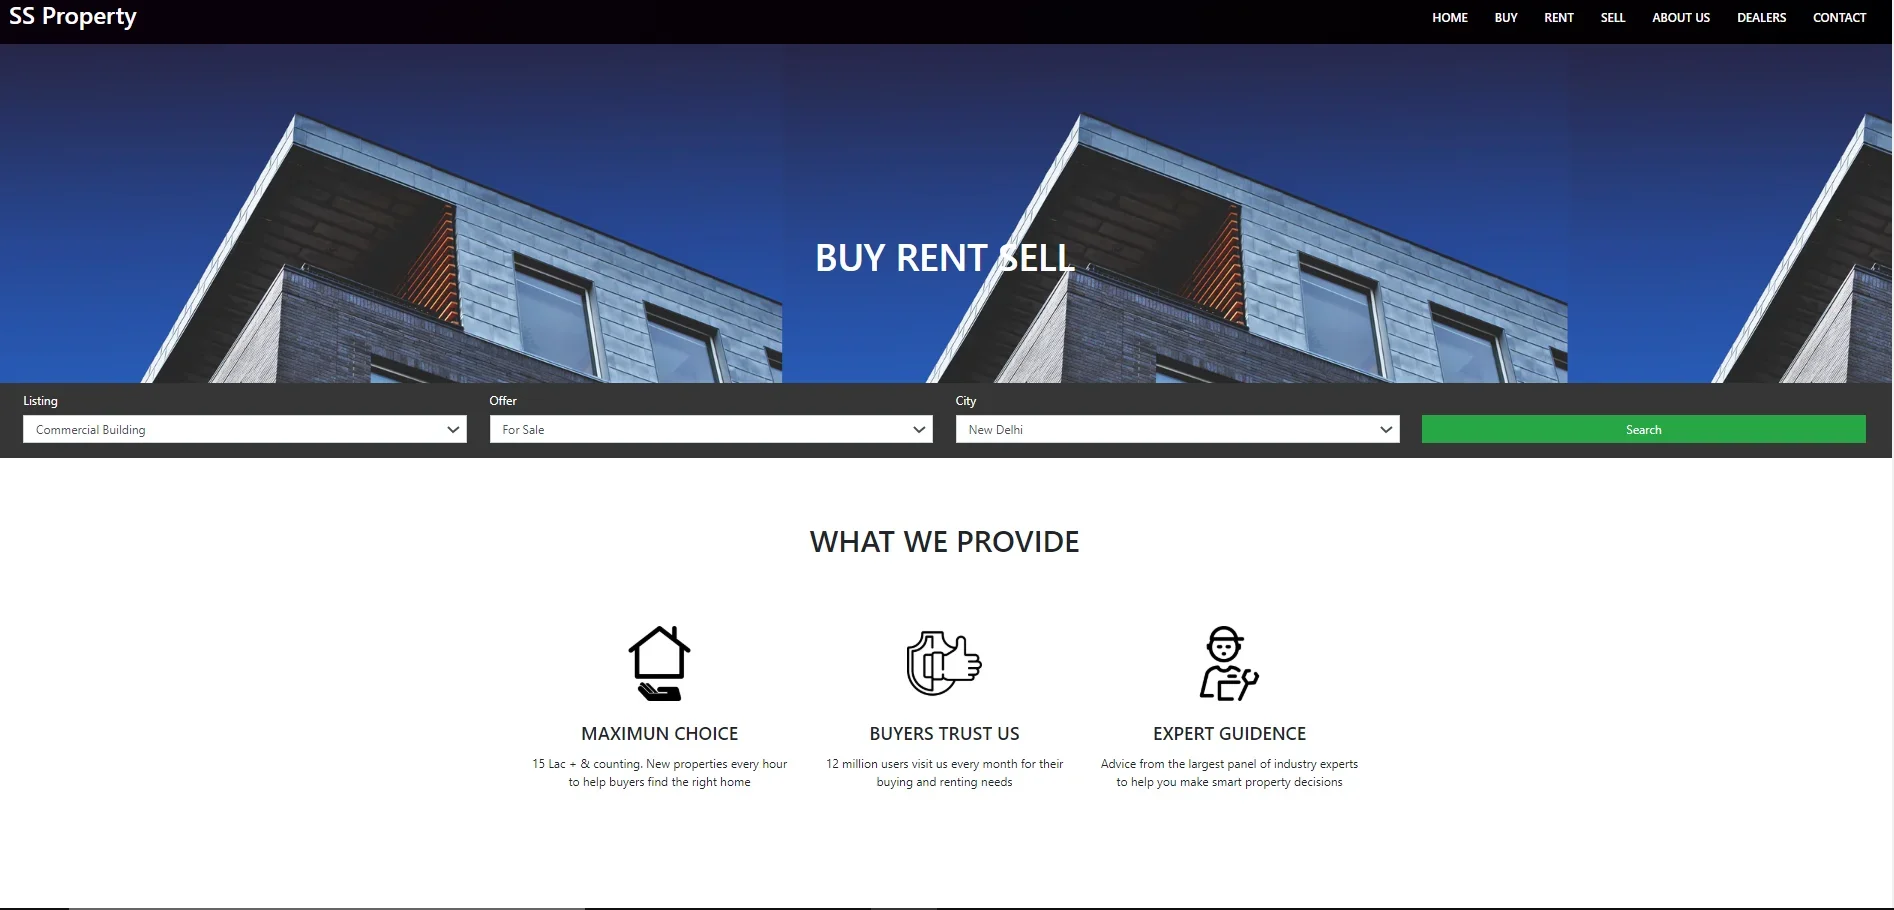 SS Property
HOME BUY RENT SELL ABOUT US DEALERS CONTACT
BUY RENT SELL
Listing Offer City
Commercial Building For Sale New Delhi Search
WHAT WE PROVIDE
MAXIMUN CHOICE
15 Lac + & counting. New properties every hour
to help buyers find the right home
BUYERS TRUST US
12 million users visit us every month for their
buying and renting needs
EXPERT GUIDENCE
Advice from the largest panel of industry experts
to help you make smart property decisions